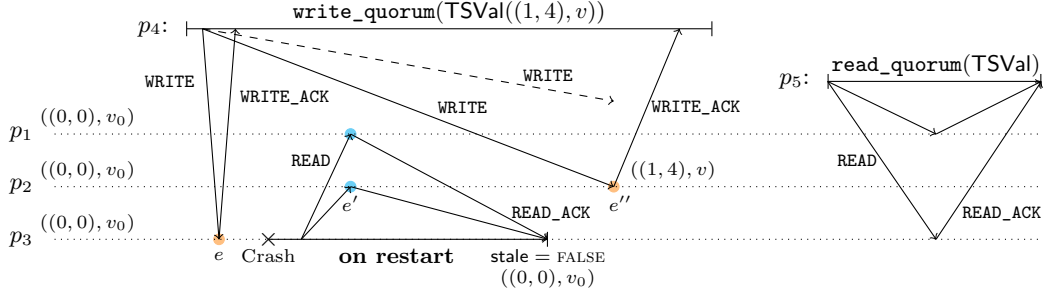 p4: write_quorum(TSVal((1, 4), v))
WRITE
WRITE_ACK
WRITE
WRITE
WRITE_ACK
p5: read_quorum(TSVal)
READ
READ_ACK
p1 ((0, 0), v0)
READ
p2 ((0, 0), v0)
e′
e′′
((1, 4), v)
READ_ACK
p3 ((0, 0), v0)
e
Crash
on restart
stale = FALSE
((0, 0), v0)